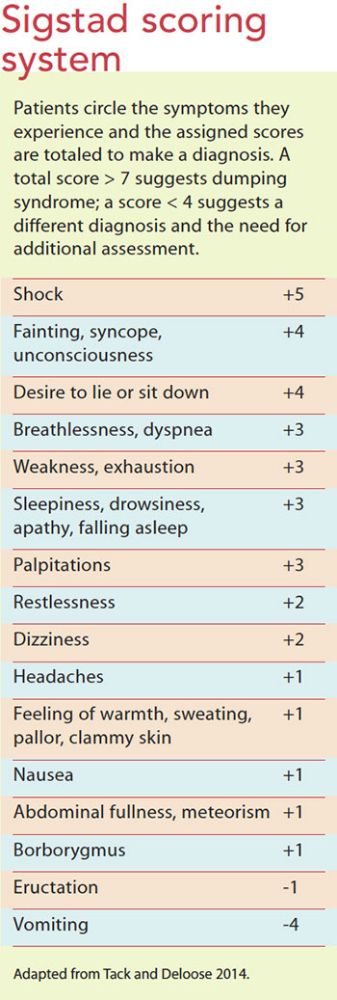 Sigstad scoring
system
Patients circle the symptoms they
experience and the assigned scores
are totaled to make a diagnosis. A
total score > 7 suggests dumping
syndrome; a score < 4 suggests a
different diagnosis and the need for
additional assessment.
Shock +5
Fainting, syncope, +4
unconsciousness
Desire to lie or sit down +4
Breathlessness, dyspnea +3
Weakness, exhaustion +3
Sleepiness, drowsiness, +3
apathy, falling asleep
Palpitations +3
Restlessness +2
Dizziness +2
Headaches +1
Feeling of warmth, sweating, +1
pallor, clammy skin
Nausea +1
Abdominal fullness, meteorism +1
Borborygmus +1
Eructation -1
Vomiting -4
Adapted from Tack and Deloose 2014.